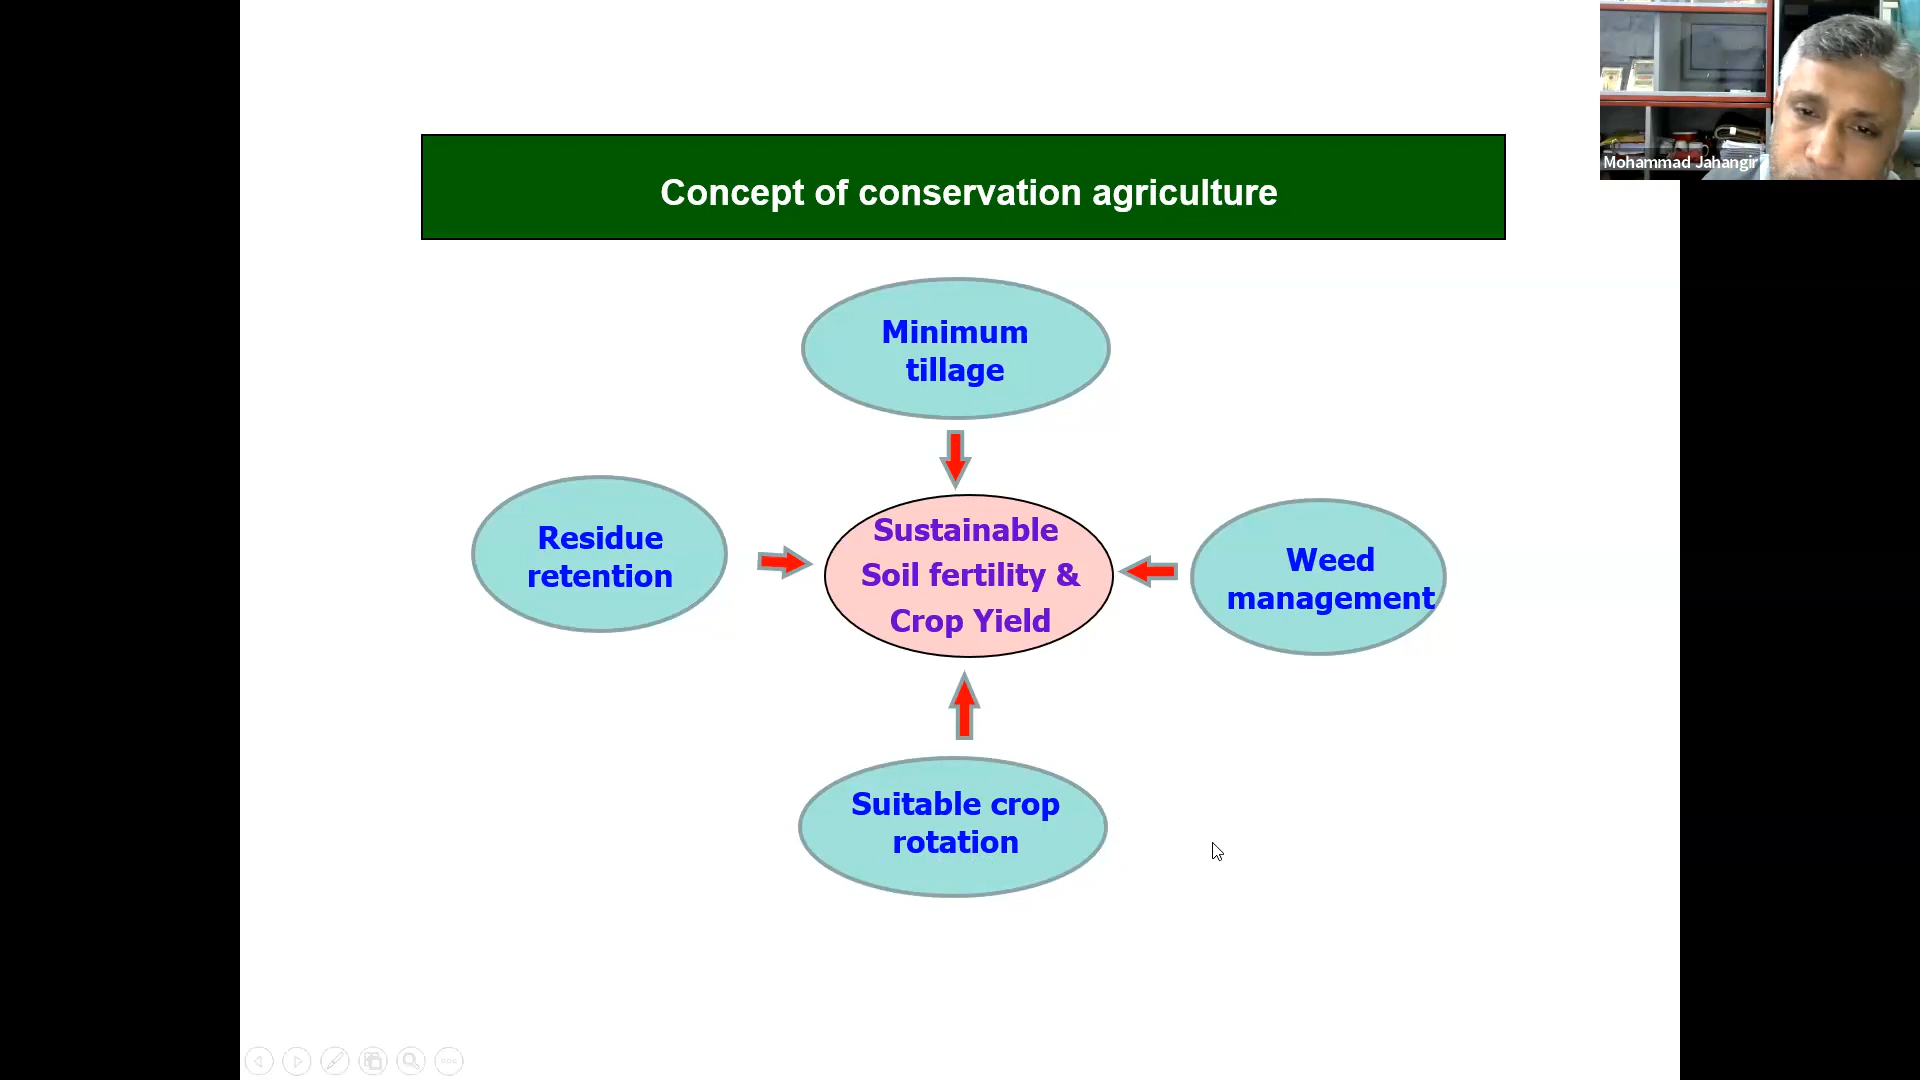 Mohammad Jahangir
Concept of conservation agriculture
Minimum
tillage
Residue
retention
Sustainable
Soil fertility &
Crop Yield
Weed
management
Suitable crop
rotation